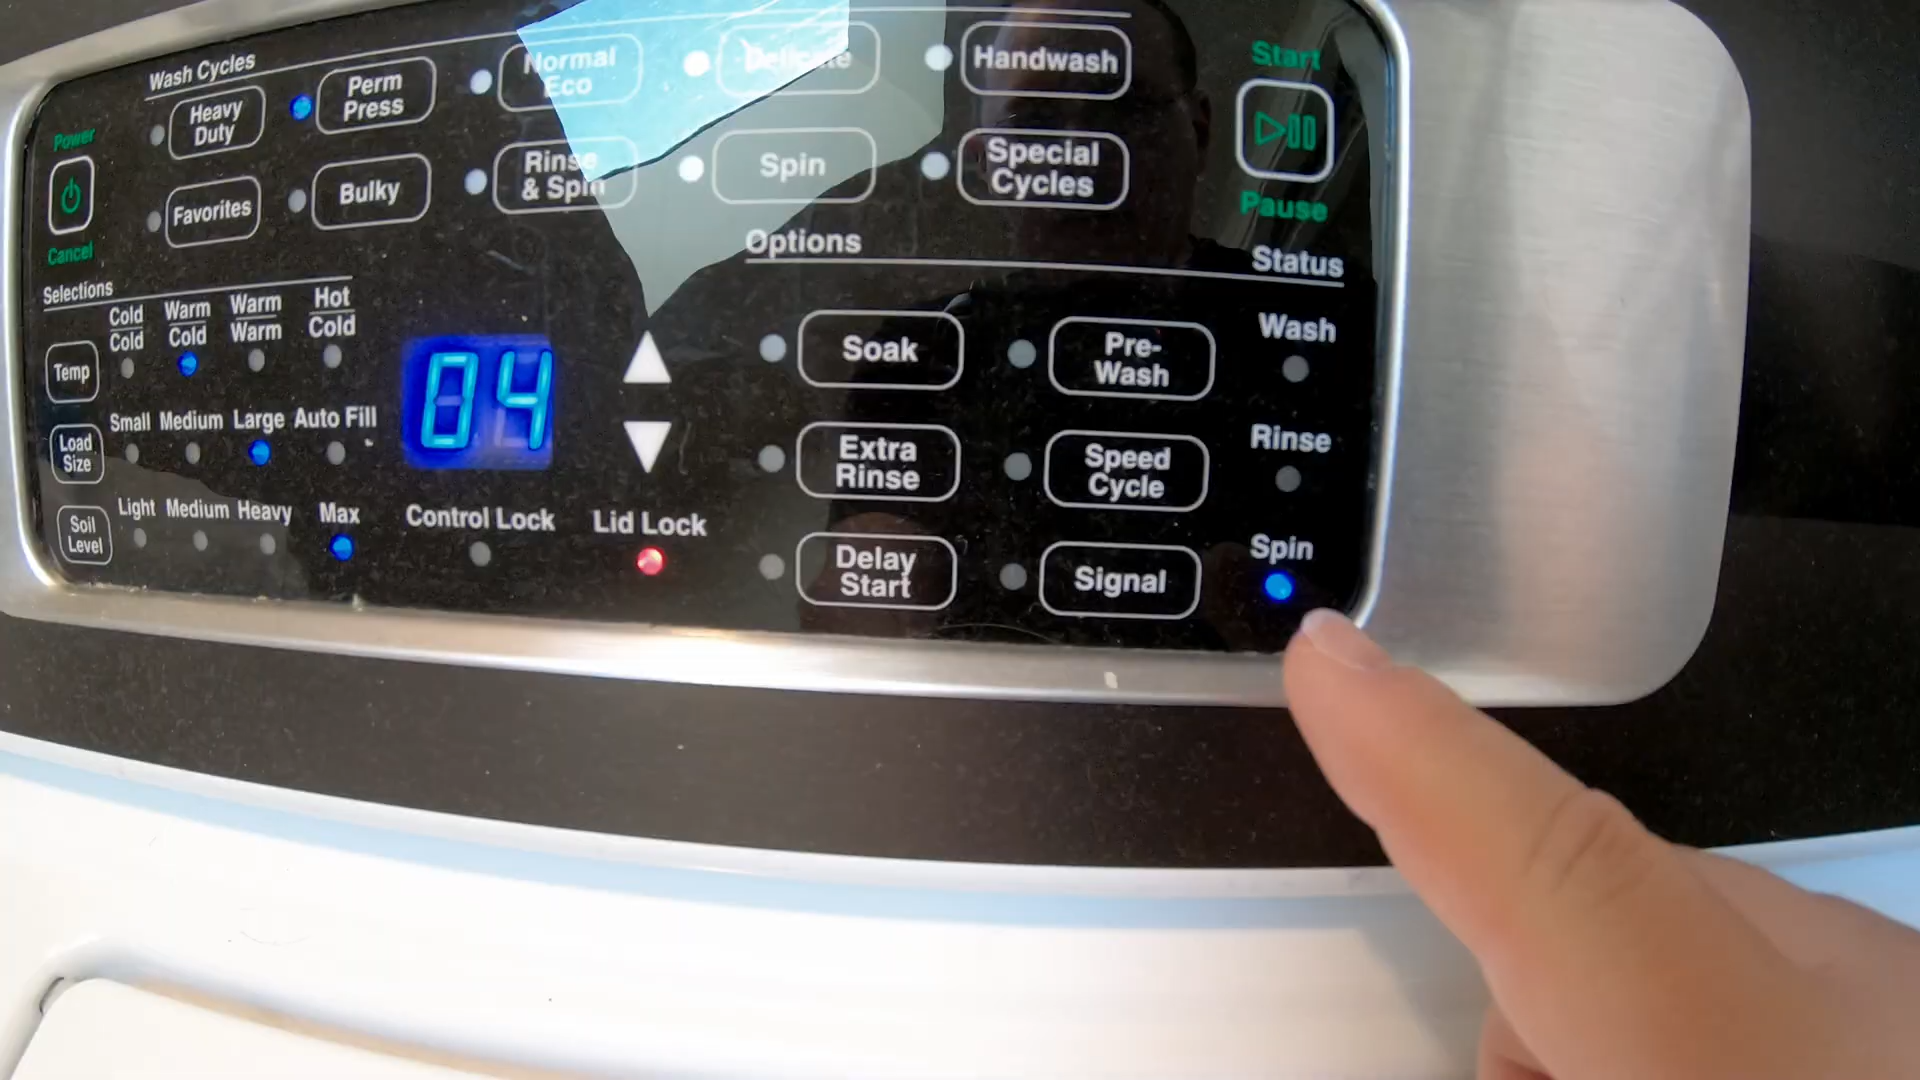 Wash Cycles
Power
Cancel
Heavy
Duty
Perm
Press
Normal
Eco
Delicate
Handwash
Favorites
Bulky
Rinse
& Spin
Spin
Special
Cycles
Start
Pause
Selections
Temp
Cold
Cold
Warm
Cold
Warm
Warm
Hot
Cold
Load
Size
Small
Medium
Large
Auto Fill
Soil
Level
Light
Medium
Heavy
Max
04
Control Lock
Lid Lock
Options
Soak
Pre-
Wash
Extra
Rinse
Speed
Cycle
Delay
Start
Signal
Status
Wash
Rinse
Spin